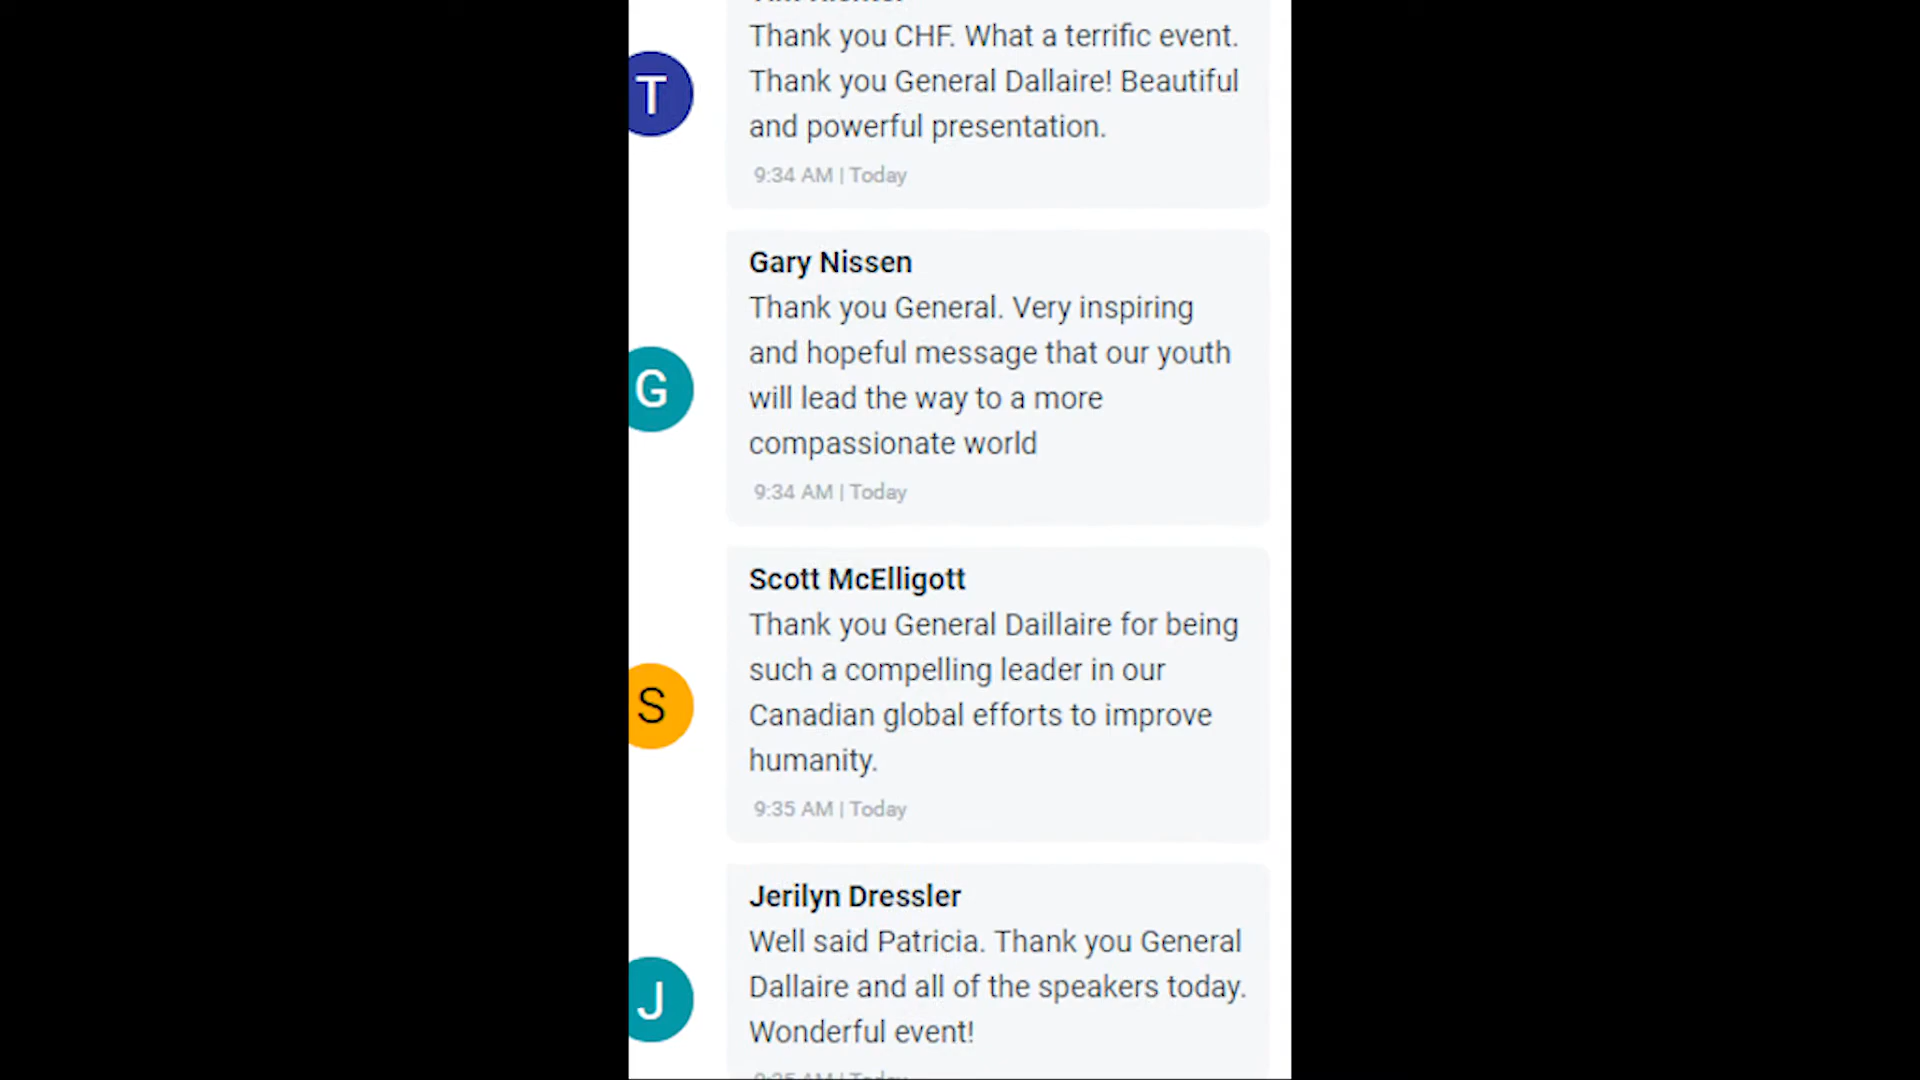 Thank you CHF. What a terrific event.
Thank you General Dallaire! Beautiful
and powerful presentation.
T
9:34 AM | Today
Gary Nissen
Thank you General. Very inspiring
and hopeful message that our youth
will lead the way to a more
compassionate world
G
9:34 AM | Today
Scott McElligott
Thank you General Daillaire for being
such a compelling leader in our
Canadian global efforts to improve
humanity.
S
9:35 AM | Today
Jerilyn Dressler
Well said Patricia. Thank you General
Dallaire and all of the speakers today.
Wonderful event!
J